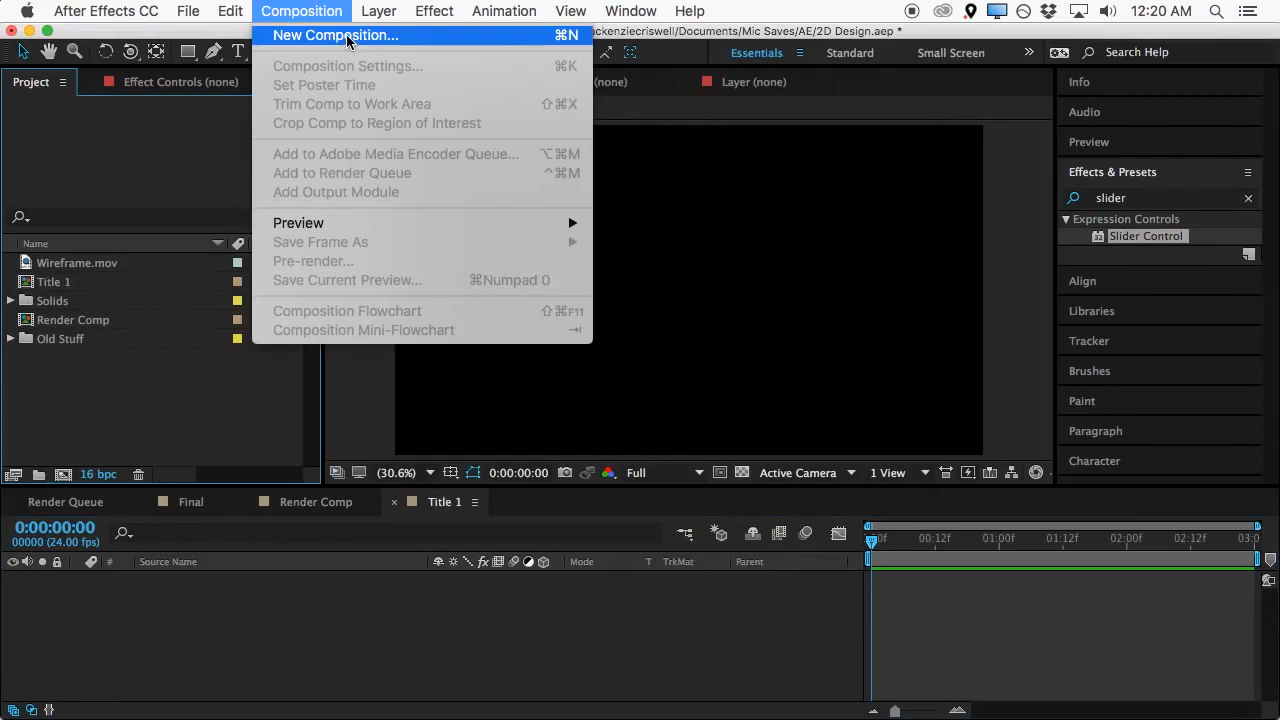 After Effects CC File Edit Composition Layer Effect Animation View Window Help 12:20 AM
New Composition... ⌘N
ckenziecriswell/Documents/Mic Saves/AE/2D Design.aep *
Essentials Standard Small Screen Search Help
Project Effect Controls (none)
Composition Settings... ⌘K
Set Poster Time
Trim Comp to Work Area ⇧⌘X
Crop Comp to Region of Interest
Add to Adobe Media Encoder Queue... ⌥⌘M
Add to Render Queue ^⌘M
Add Output Module
Preview
Save Frame As
Pre-render...
Save Current Preview... ⌘Numpad 0
Composition Flowchart ⇧⌘F11
Composition Mini-Flowchart ⇥
(none) Layer (none)
Name
Wireframe.mov
Title 1
Solids
Render Comp
Old Stuff
16 bpc
Info
Audio
Preview
Effects & Presets
slider
Expression Controls
32 Slider Control
Align
Libraries
Tracker
Brushes
Paint
Paragraph
Character
(30.6%) 0:00:00:00 Full Active Camera 1 View
Render Queue Final Render Comp Title 1
0:00:00:00
00000 (24.00 fps)
# Source Name Mode T TrkMat Parent
00f 00:12f 01:00f 01:12f 02:00f 02:12f 03:0